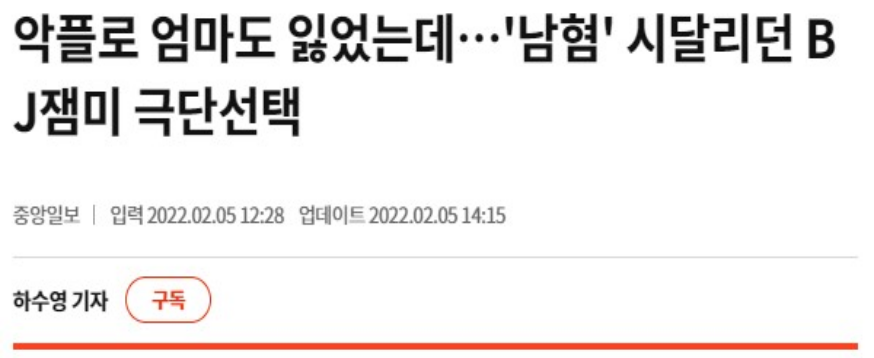 악플로 엄마도 잃었는데…'남혐' 시달리던 B
J잼미 극단선택
중앙일보 | 입력 2022.02.05 12:28 업데이트 2022.02.05 14:15
하수영 기자 구독